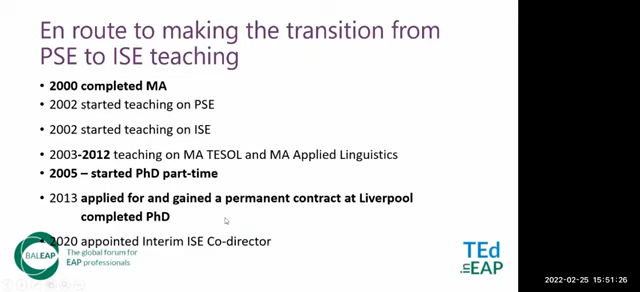 En route to making the transition from
PSE to ISE teaching
• 2000 completed MA
• 2002 started teaching on PSE
• 2002 started teaching on ISE
• 2003-2012 teaching on MA TESOL and MA Applied Linguistics
• 2005 – started PhD part-time
• 2013 applied for and gained a permanent contract at Liverpool
completed PhD
• 2020 appointed Interim ISE Co-director
BALEAP
The global forum for
EAP professionals
TEd
in EAP
2022-02-25 15:51:26